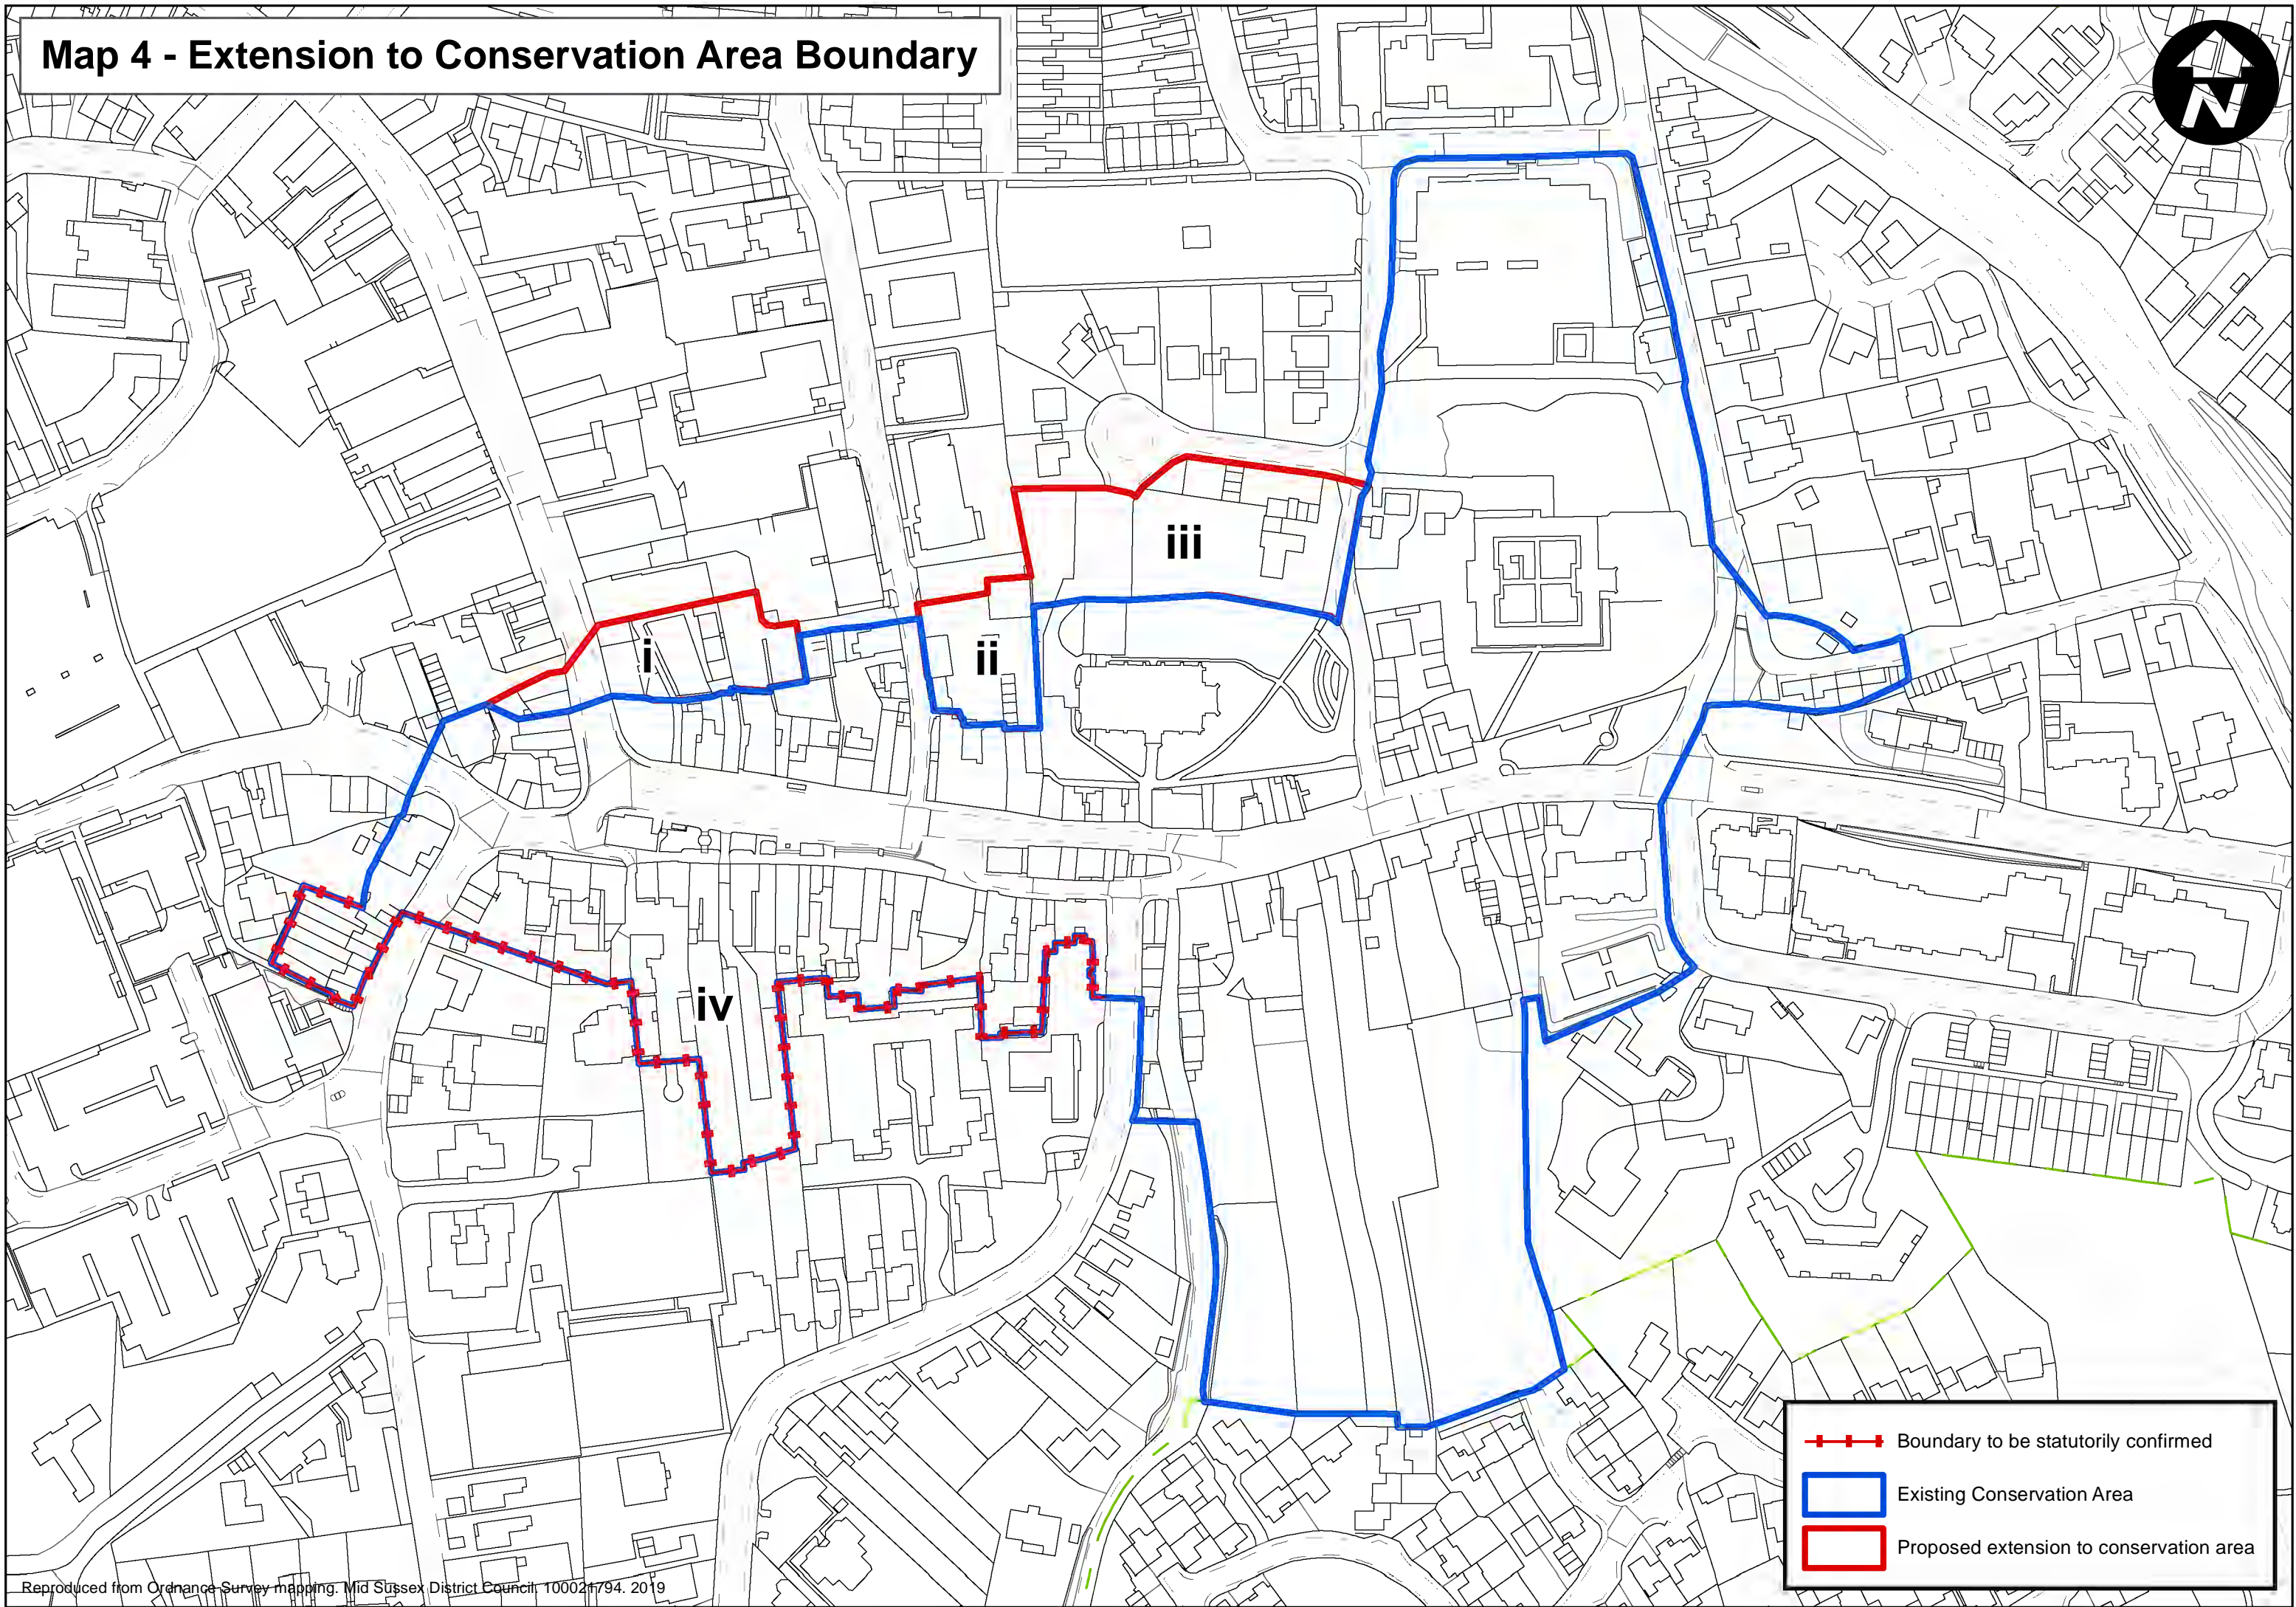 Map 4 - Extension to Conservation Area Boundary
N
iii
i
ii
iv
Boundary to be statutorily confirmed
Existing Conservation Area
Proposed extension to conservation area
Reproduced from Ordnance Survey mapping. Mid Sussex District Council, 100021794. 2019